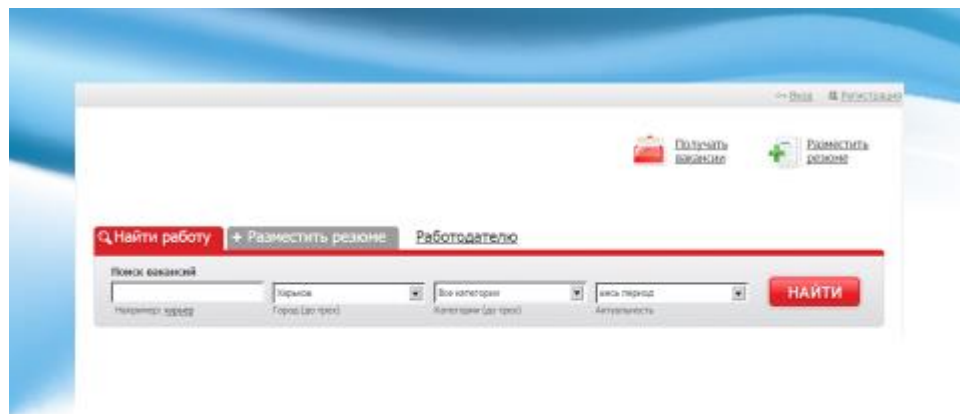 Вход Регистрация
Получать
вакансии
Разместить
резюме
Найти работу + Разместить резюме Работодателю
Поиск вакансий
Харьков Все категории весь период НАЙТИ
Например: курьер Город (до трех) Категории (до трех) Актуальность